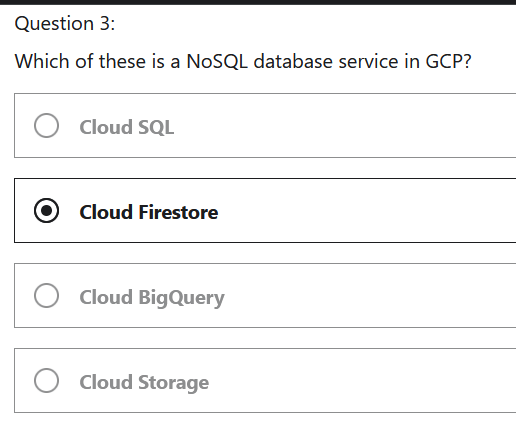 Question 3:
Which of these is a NoSQL database service in GCP?
Cloud SQL
Cloud Firestore
Cloud BigQuery
Cloud Storage